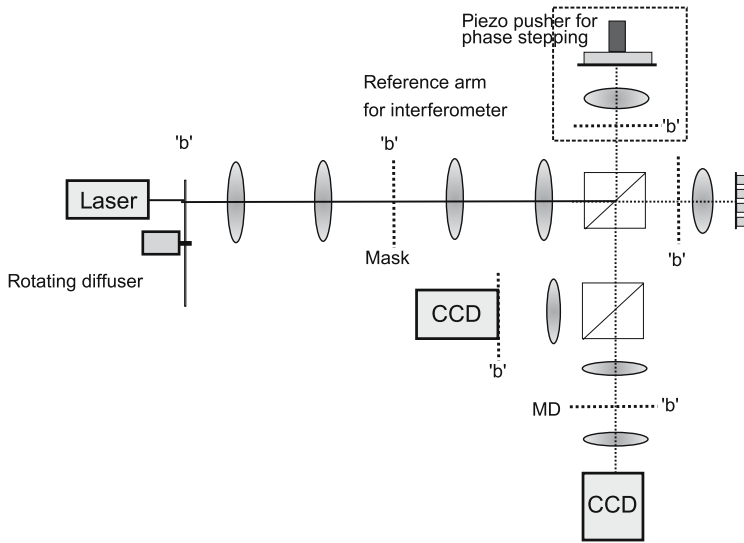 Piezo pusher for
phase stepping
Reference arm
for interferometer
'b'
'b'
'b'
Laser
Mask
'b'
Rotating diffuser
CCD
'b'
MD
'b'
CCD